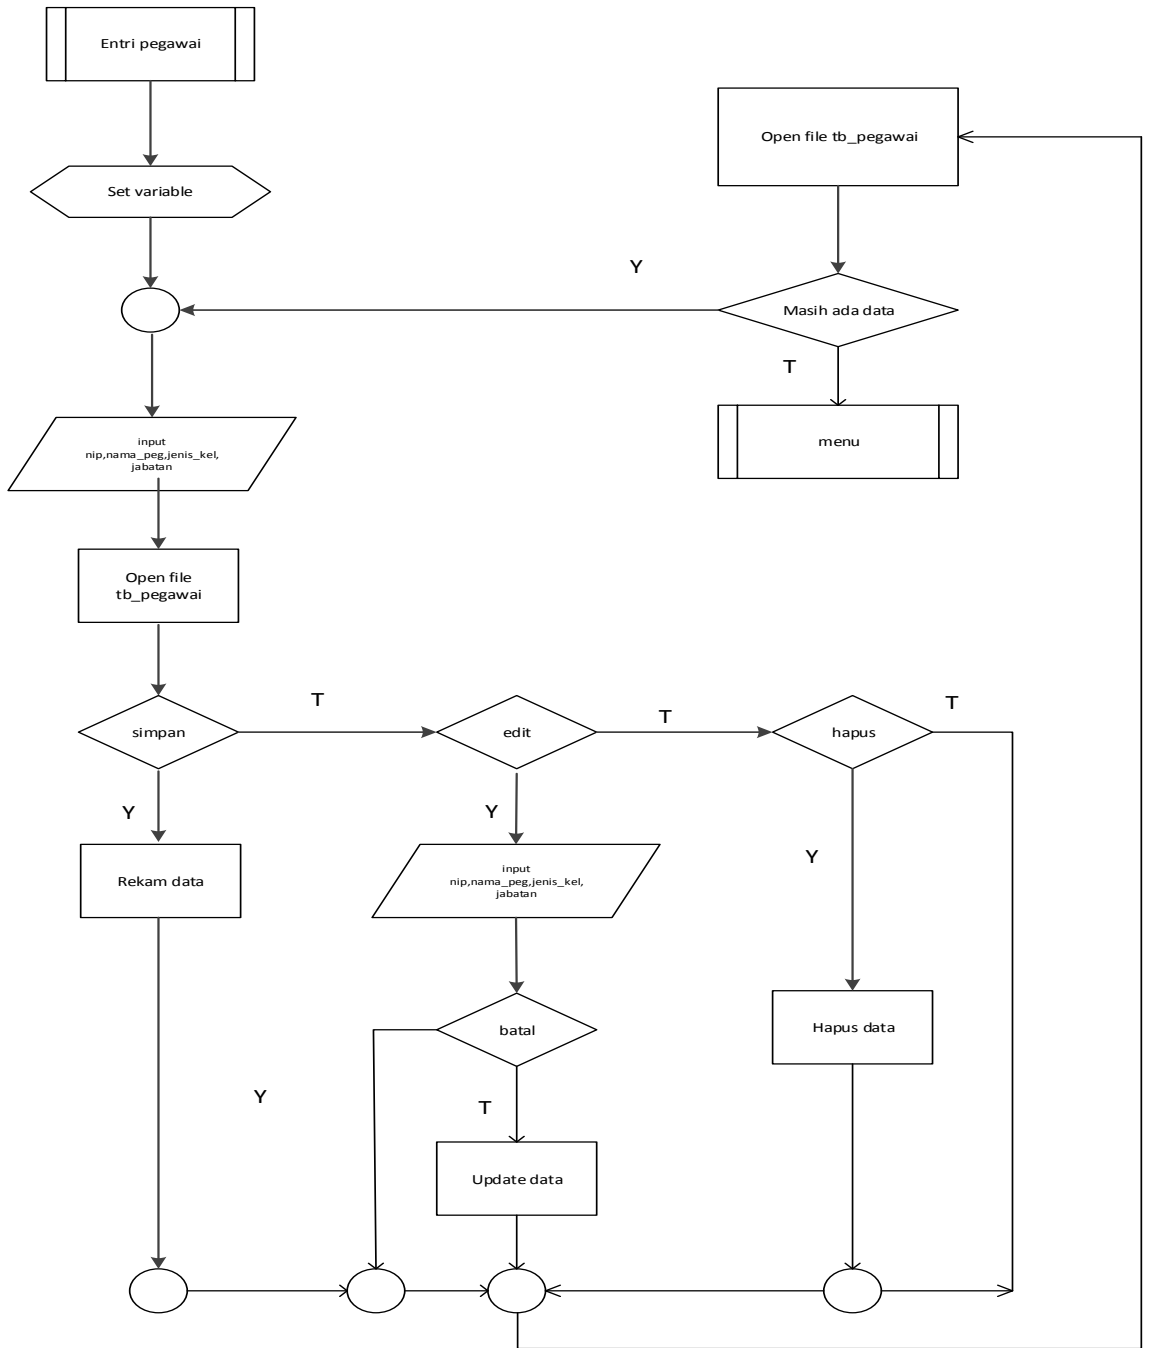 Entri pegawai
Open file tb_pegawai
Set variable
Y
Masih ada data
T
menu
input
nip,nama_peg,jenis_kel,
jabatan
Open file
tb_pegawai
simpan
T
edit
T
hapus
T
Y
Rekam data
Y
input
nip,nama_peg,jenis_kel,
jabatan
Y
batal
Hapus data
Y
T
Update data